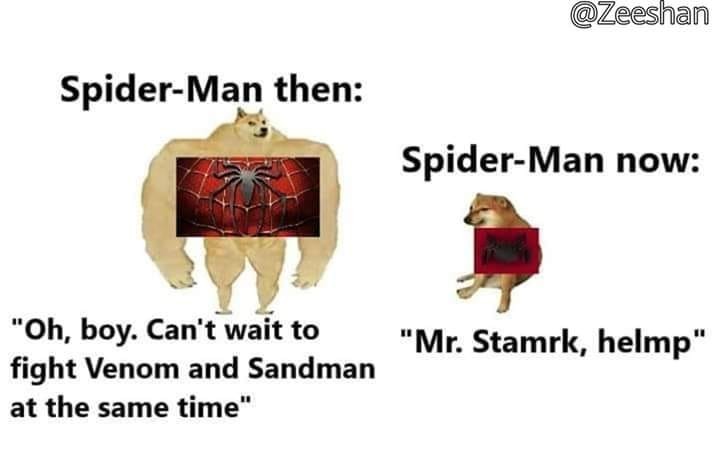 @Zeeshan
Spider-Man then:
Spider-Man now:
"Oh, boy. Can't wait to
fight Venom and Sandman
at the same time"
"Mr. Stamrk, helmp"